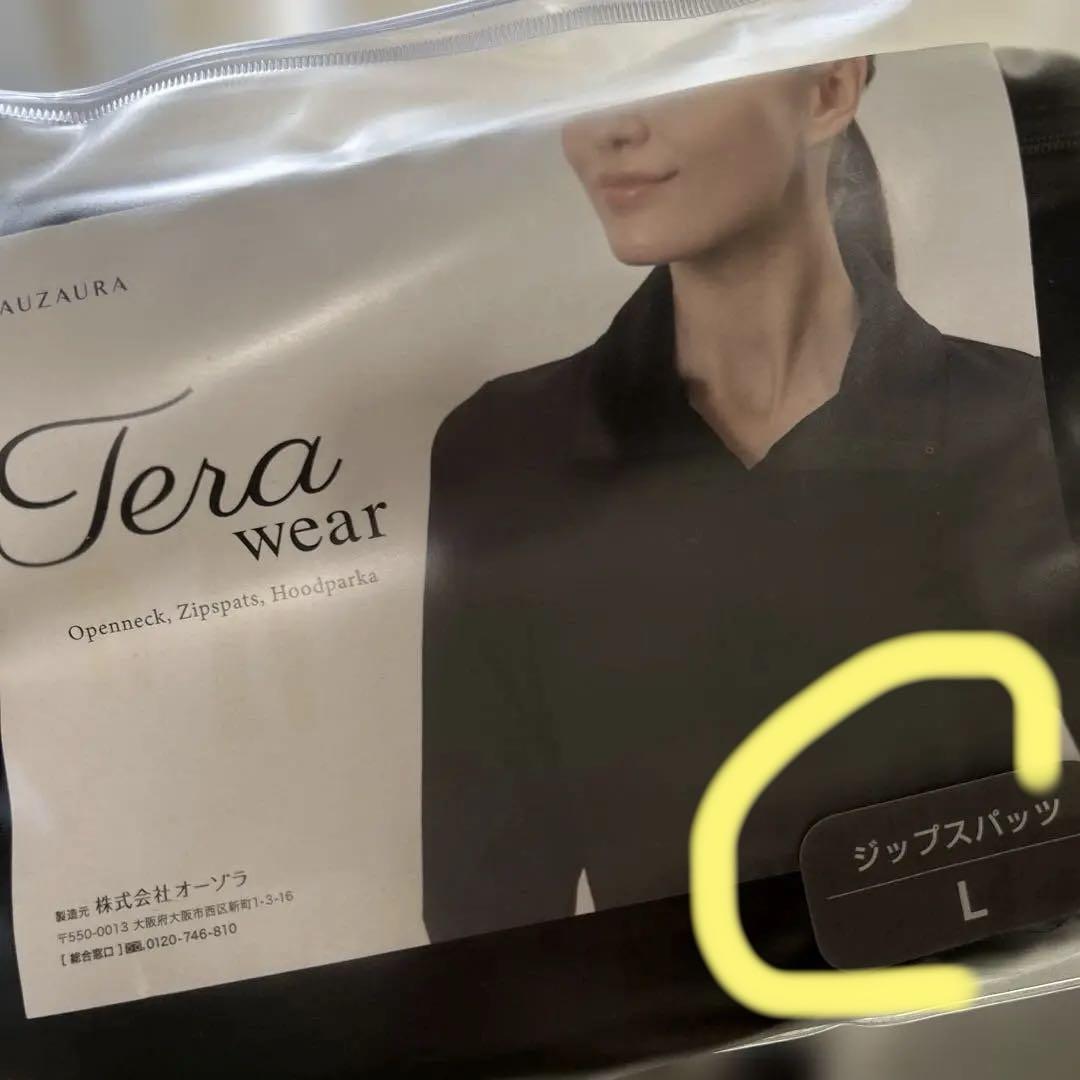 AUZAURA
Tera
wear
Openneck, Zipspats, Hoodparka
製造元 株式会社オーゾラ
〒550-0013 大阪府大阪市西区新町1-3-16
[ 総合窓口 ] 0120-746-810
ジップスパッツ
L